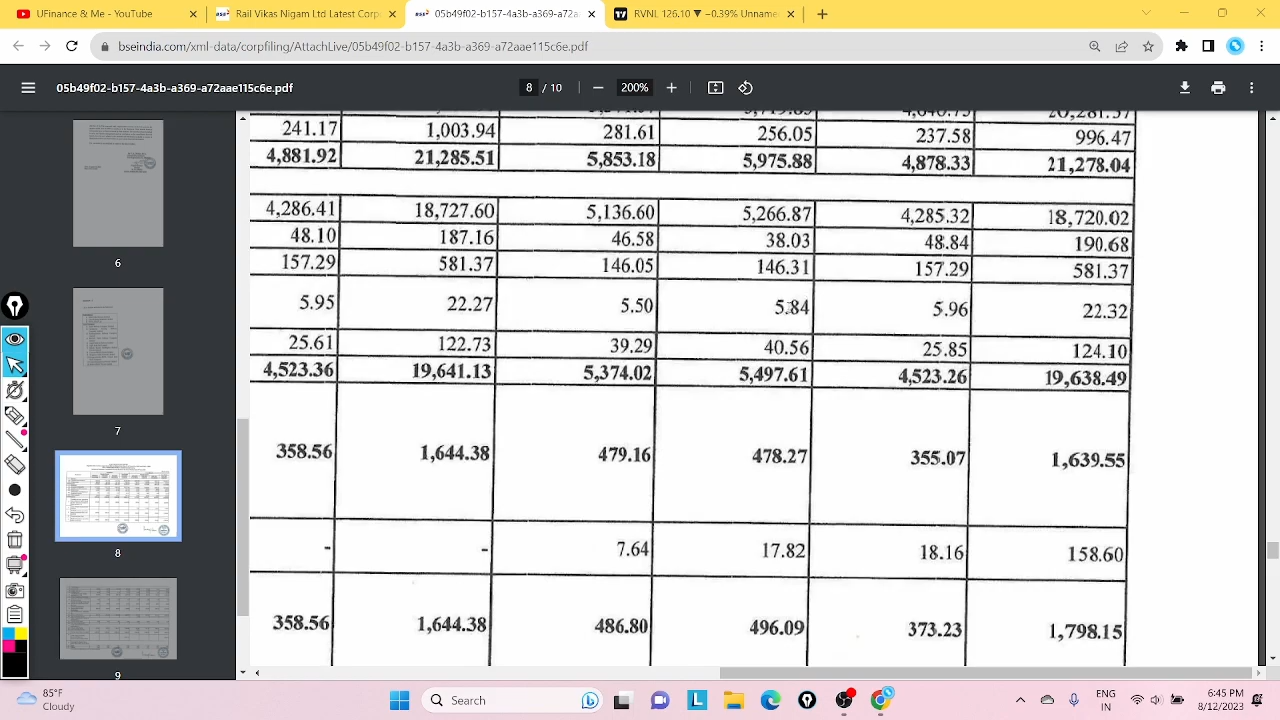 UFinance & Me - YouTube
Rail Vikas Nigam Ltd Latest Corp
05b49f02-b157-4a3b-a369-a72aa
RVNL 126.10 ▼ −0.39% Unname
bseindia.com/xml-data/corpfiling/AttachLive/05b49f02-b157-4a3b-a369-a72aae115c6e.pdf
05b49f02-b157-4a3b-a369-a72aae115c6e.pdf
8 / 10
200%
6
7
8
9
241.17 1,003.94 281.61 256.05 237.58 996.47
4,881.92 21,285.51 5,853.18 5,975.88 4,878.33 21,278.04
4,286.41 18,727.60 5,136.60 5,266.87 4,285.32 18,720.02
48.10 187.16 46.58 38.03 48.84 190.68
157.29 581.37 146.05 146.31 157.29 581.37
5.95 22.27 5.50 5.84 5.96 22.32
25.61 122.73 39.29 40.56 25.85 124.10
4,523.36 19,641.13 5,374.02 5,497.61 4,523.26 19,638.49
358.56 1,644.38 479.16 478.27 355.07 1,639.55
- - 7.64 17.82 18.16 158.60
358.56 1,644.38 486.80 496.09 373.23 1,798.15
85°F
Cloudy
Search
ENG
IN
6:45 PM
8/12/2023